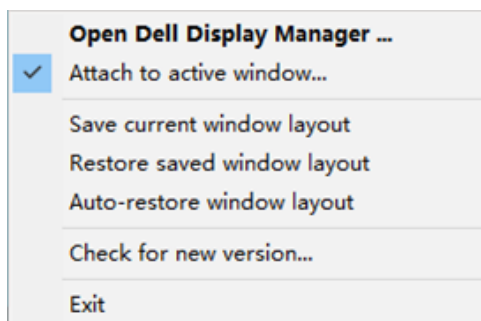 Open Dell Display Manager ...
Attach to active window...
Save current window layout
Restore saved window layout
Auto-restore window layout
Check for new version...
Exit